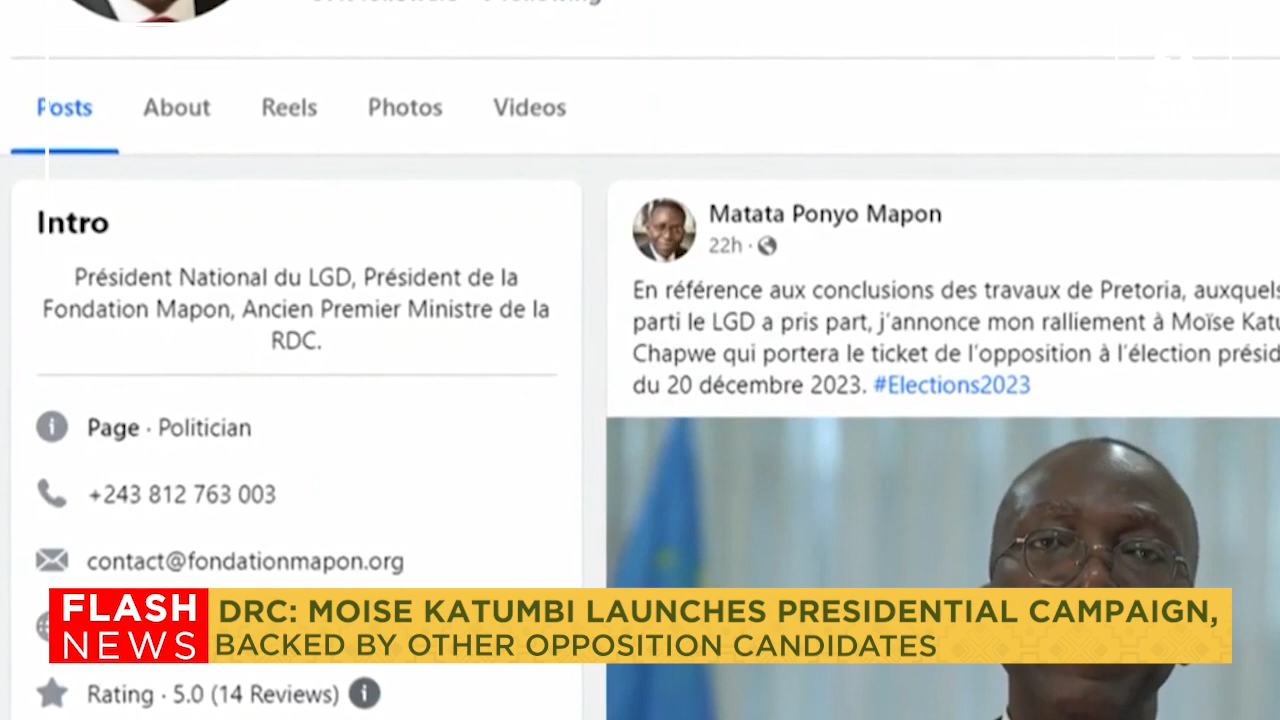 Posts About Reels Photos Videos
Intro
Président National du LGD, Président de la
Fondation Mapon, Ancien Premier Ministre de la
RDC.
Page · Politician
+243 812 763 003
contact@fondationmapon.org
Rating · 5.0 (14 Reviews)
Matata Ponyo Mapon
22h ·
En référence aux conclusions des travaux de Pretoria, auxquels
parti le LGD a pris part, j'annonce mon ralliement à Moïse
Chapwe qui portera le ticket de l'opposition à l'élection
du 20 décembre 2023. #Elections2023
FLASH
NEWS
DRC: MOISE KATUMBI LAUNCHES PRESIDENTIAL CAMPAIGN,
BACKED BY OTHER OPPOSITION CANDIDATES